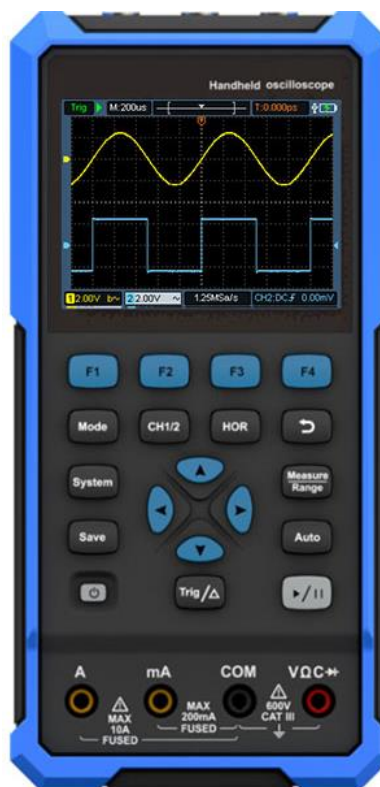 Handheld oscilloscope
Trig M:200us T:0.000ps
T
1 2.00V b~ 2 2.00V ~ 1.25MSa/s CH2:DC 0.00mV
F1 F2 F3 F4
Mode CH1/2 HOR
System Measure
Range
Save Auto
Trig/△ ▶/II
A mA COM VΩC
MAX
10A
FUSED
MAX
200mA
FUSED
600V
CAT III